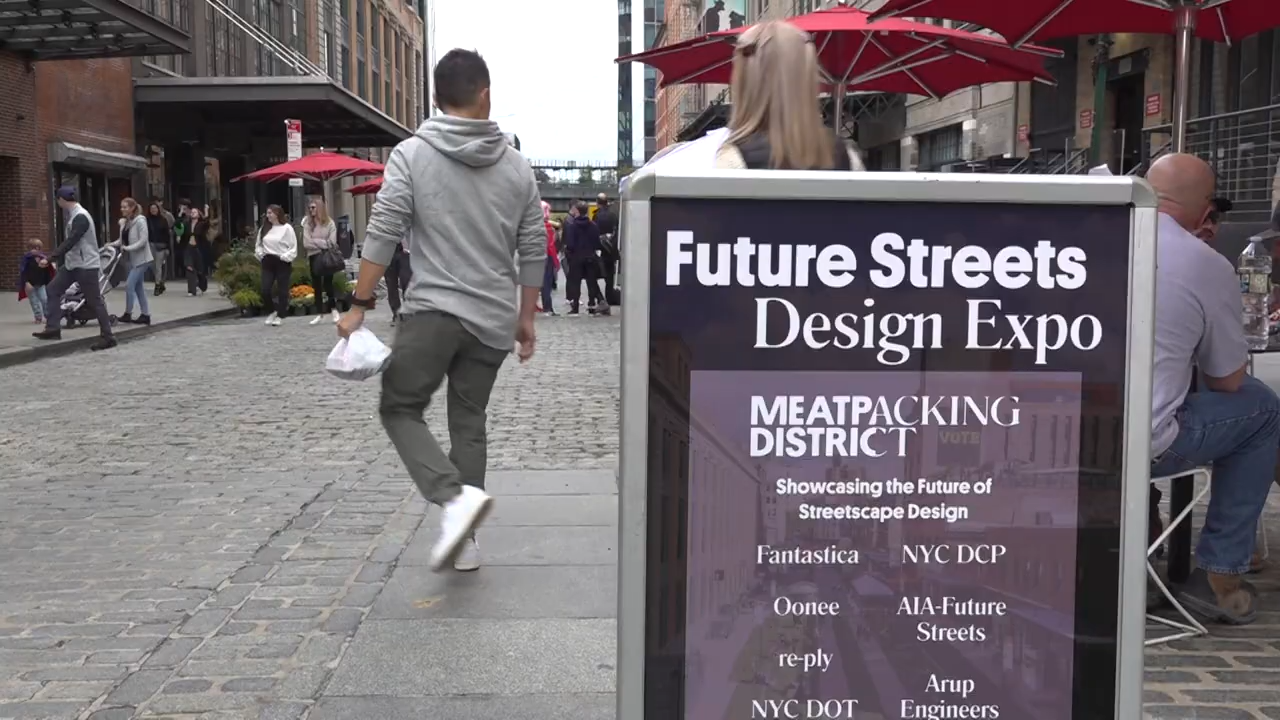 Future Streets
Design Expo
MEATPACKING
DISTRICT
VOTE
Showcasing the Future of
Streetscape Design
Fantastica
NYC DCP
Oonee
AIA-Future
Streets
re-ply
Arup
Engineers
NYC DOT